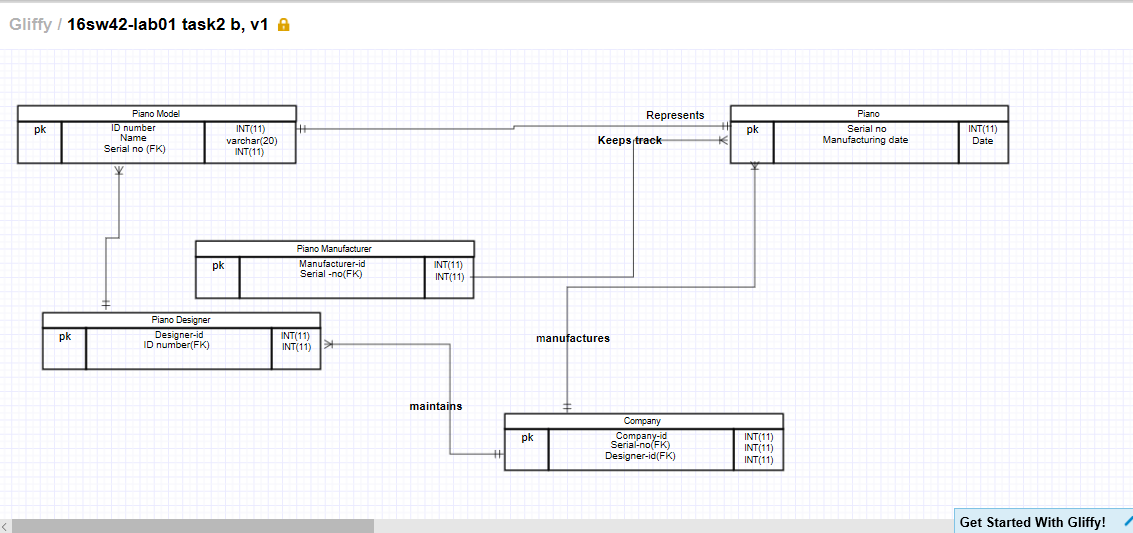 Gliffy / 16sw42-lab01 task2 b, v1
Piano Model
pk
ID number
Name
Serial no (FK)
INT(11)
varchar(20)
INT(11)
Represents
Keeps track
Piano
pk
Serial no
Manufacturing date
INT(11)
Date
Piano Manufacturer
pk
Manufacturer-id
Serial -no(FK)
INT(11)
INT(11)
Piano Designer
pk
Designer-id
ID number(FK)
INT(11)
INT(11)
manufactures
maintains
Company
pk
Company-id
Serial-no(FK)
Designer-id(FK)
INT(11)
INT(11)
INT(11)
Get Started With Gliffy!